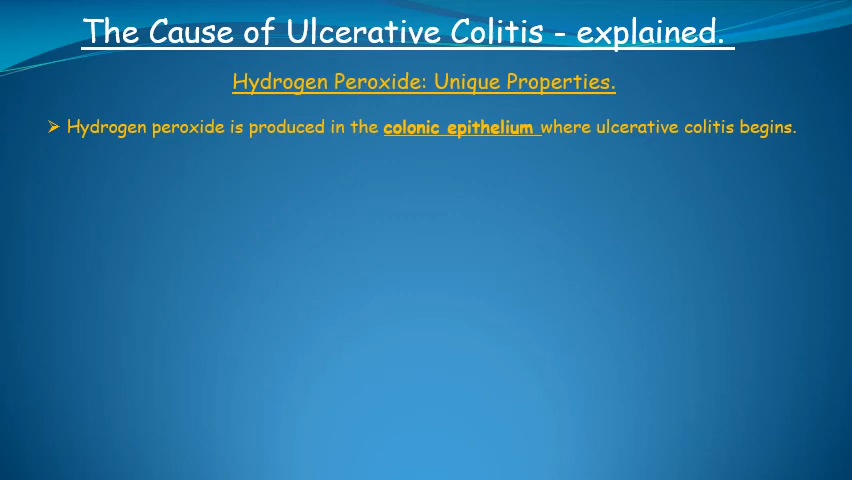 The Cause of Ulcerative Colitis - explained.
Hydrogen Peroxide: Unique Properties.
➢ Hydrogen peroxide is produced in the colonic epithelium where ulcerative colitis begins.